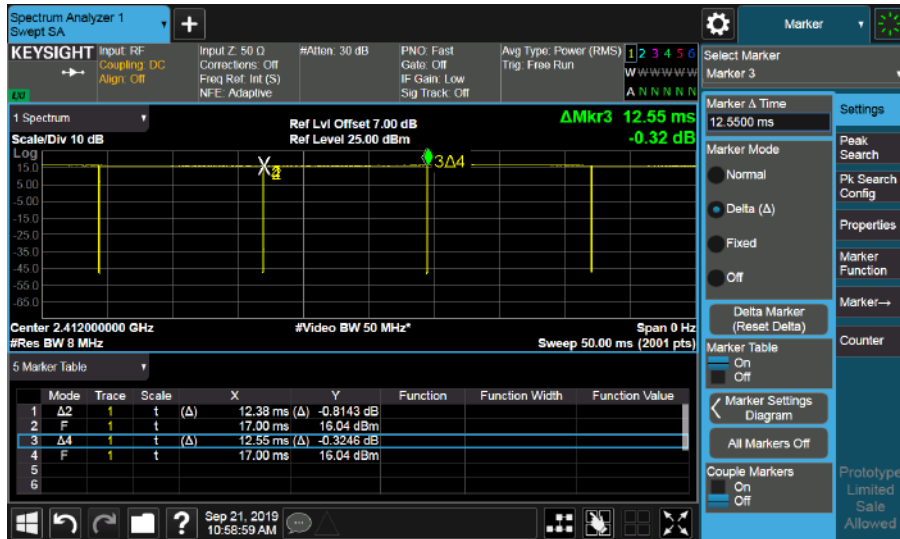 Spectrum Analyzer 1
Swept SA
Marker
KEYSIGHT
Input: RF
Coupling: DC
Align: Off
Input Z: 50 Ω
Corrections: Off
Freq Ref: Int (S)
NFE: Adaptive
#Atten: 30 dB
PNO: Fast
Gate: Off
IF Gain: Low
Sig Track: Off
Avg Type: Power (RMS)
Trig: Free Run
1 2 3 4 5 6
W W W W W W
A N N N N N
LXI
Select Marker
Marker 3
1 Spectrum
Scale/Div 10 dB
Ref Lvl Offset 7.00 dB
Ref Level 25.00 dBm
ΔMkr3 12.55 ms
-0.32 dB
Log
15.0
5.00
-5.00
-15.0
-25.0
-35.0
-45.0
-55.0
-65.0
3Δ4
Center 2.412000000 GHz
#Res BW 8 MHz
#Video BW 50 MHz*
Span 0 Hz
Sweep 50.00 ms (2001 pts)
5 Marker Table
Mode Trace Scale X Y Function Function Width Function Value
1 Δ2 1 t (Δ) 12.38 ms (Δ) -0.8143 dB
2 F 1 t 17.00 ms 16.04 dBm
3 Δ4 1 t (Δ) 12.55 ms (Δ) -0.3246 dB
4 F 1 t 17.00 ms 16.04 dBm
5
6
Marker Δ Time
12.5500 ms
Marker Mode
Normal
Delta (Δ)
Fixed
Off
Delta Marker
(Reset Delta)
Marker Table
On
Off
Marker Settings
Diagram
All Markers Off
Couple Markers
On
Off
Settings
Peak
Search
Pk Search
Config
Properties
Marker
Function
Marker→
Counter
Prototype
Limited
Sale
Allowed
Sep 21, 2019
10:58:59 AM